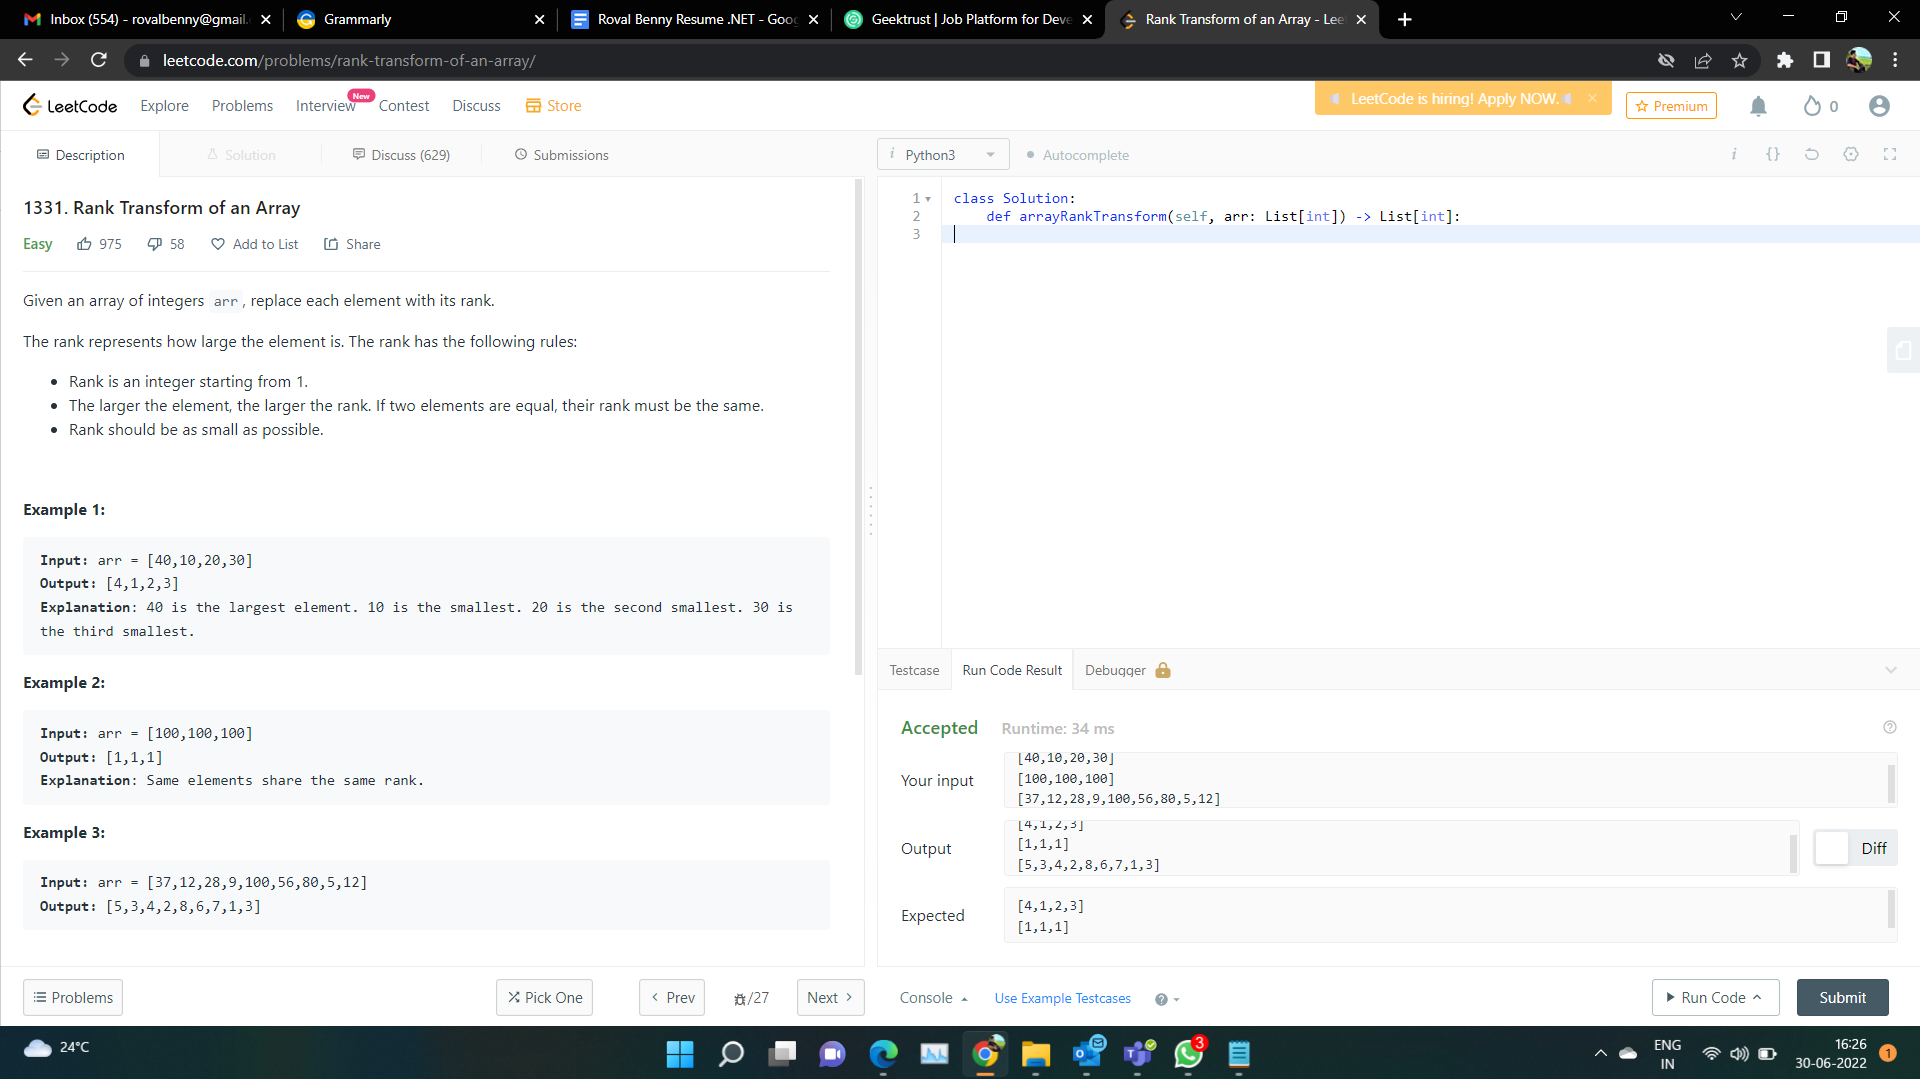 Inbox (554) - rovalbenny@gmail.
Grammarly
Roval Benny Resume .NET - Goog
Geektrust | Job Platform for Deve
Rank Transform of an Array - Lee
leetcode.com/problems/rank-transform-of-an-array/
LeetCode
Explore
Problems
Interview
New
Contest
Discuss
Store
LeetCode is hiring! Apply NOW.
Premium
0
Description
Solution
Discuss (629)
Submissions
1331. Rank Transform of an Array
Easy
975
58
Add to List
Share
Given an array of integers arr, replace each element with its rank.
The rank represents how large the element is. The rank has the following rules:
• Rank is an integer starting from 1.
• The larger the element, the larger the rank. If two elements are equal, their rank must be the same.
• Rank should be as small as possible.
Example 1:
Input: arr = [40,10,20,30]
Output: [4,1,2,3]
Explanation: 40 is the largest element. 10 is the smallest. 20 is the second smallest. 30 is
the third smallest.
Example 2:
Input: arr = [100,100,100]
Output: [1,1,1]
Explanation: Same elements share the same rank.
Example 3:
Input: arr = [37,12,28,9,100,56,80,5,12]
Output: [5,3,4,2,8,6,7,1,3]
Problems
Pick One
Prev
/27
Next
i Python3
Autocomplete
i
{}
1 class Solution:
2 def arrayRankTransform(self, arr: List[int]) -> List[int]:
3
Testcase
Run Code Result
Debugger
Accepted
Runtime: 34 ms
Your input
[40,10,20,30]
[100,100,100]
[37,12,28,9,100,56,80,5,12]
Output
[4,1,2,3]
[1,1,1]
[5,3,4,2,8,6,7,1,3]
Diff
Expected
[4,1,2,3]
[1,1,1]
Console
Use Example Testcases
Run Code
Submit
24°C
3
ENG
IN
16:26
30-06-2022
1